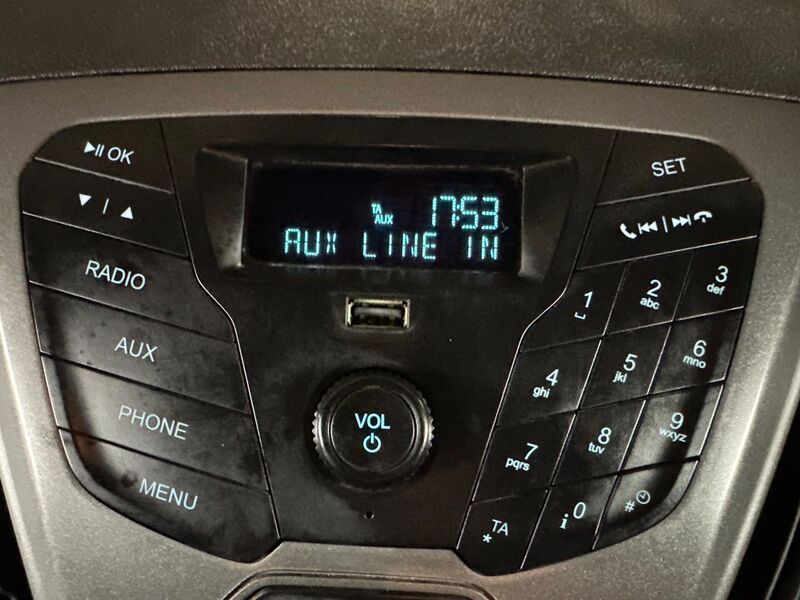 ▶II OK
▼ | ▲
RADIO
AUX
PHONE
MENU
TA
AUX
17:53
AUX LINE IN
VOL
SET
1
2
abc
3
def
4
ghi
5
jkl
6
mno
7
pqrs
8
tuv
9
wxyz
* TA
i 0
#